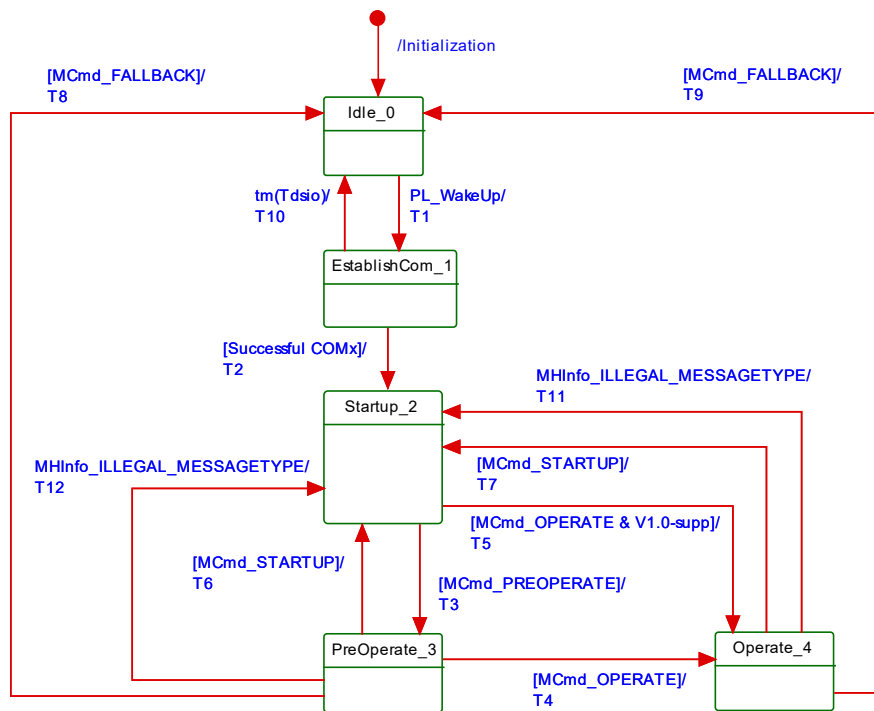 /Initialization
[MCmd_FALLBACK]/
T8
[MCmd_FALLBACK]/
T9
Idle_0
tm(Tdsio)/
T10
PL_WakeUp/
T1
EstablishCom_1
[Successful COMx]/
T2
Startup_2
MHInfo_ILLEGAL_MESSAGETYPE/
T11
MHInfo_ILLEGAL_MESSAGETYPE/
T12
[MCmd_STARTUP]/
T7
[MCmd_OPERATE & V1.0-supp]/
T5
[MCmd_STARTUP]/
T6
[MCmd_PREOPERATE]/
T3
PreOperate_3
Operate_4
[MCmd_OPERATE]/
T4